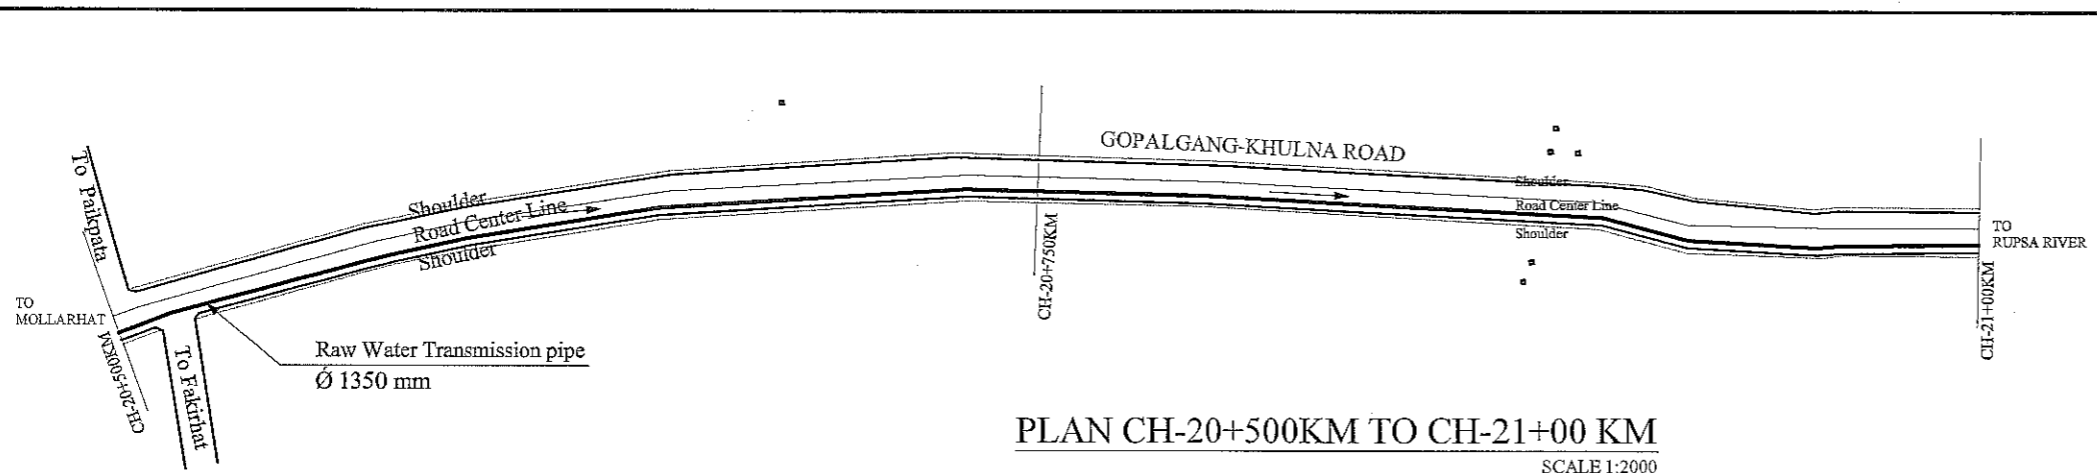 To Paikpata
TO
MOLLARHAT
CH-20+500KM
To Fakirhat
Shoulder
Road Center Line
Shoulder
Raw Water Transmission pipe
Ø 1350 mm
CH-20+750KM
GOPALGANG-KHULNA ROAD
Shoulder
Road Center Line
Shoulder
TO
RUPSA RIVER
CH-21+00KM
PLAN CH-20+500KM TO CH-21+00 KM
SCALE 1:2000